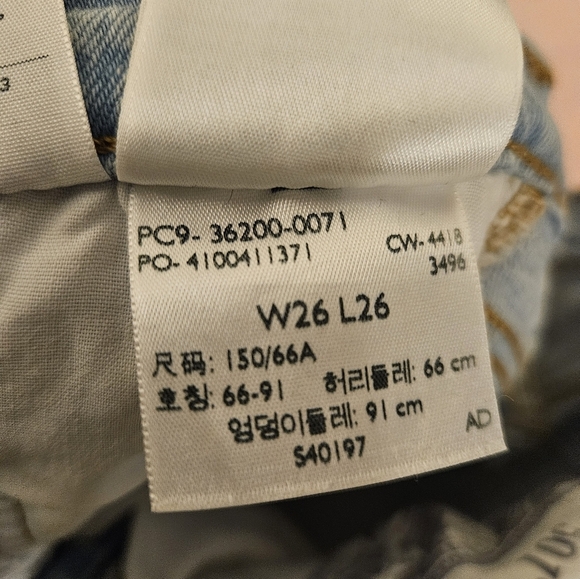 3
PC9- 36200-0071
PO- 4100411371
CW- 4418
3496
W26 L26
尺码: 150/66A
호칭: 66-91 허리둘레: 66 cm
엉덩이둘레: 91 cm
S40197
AD